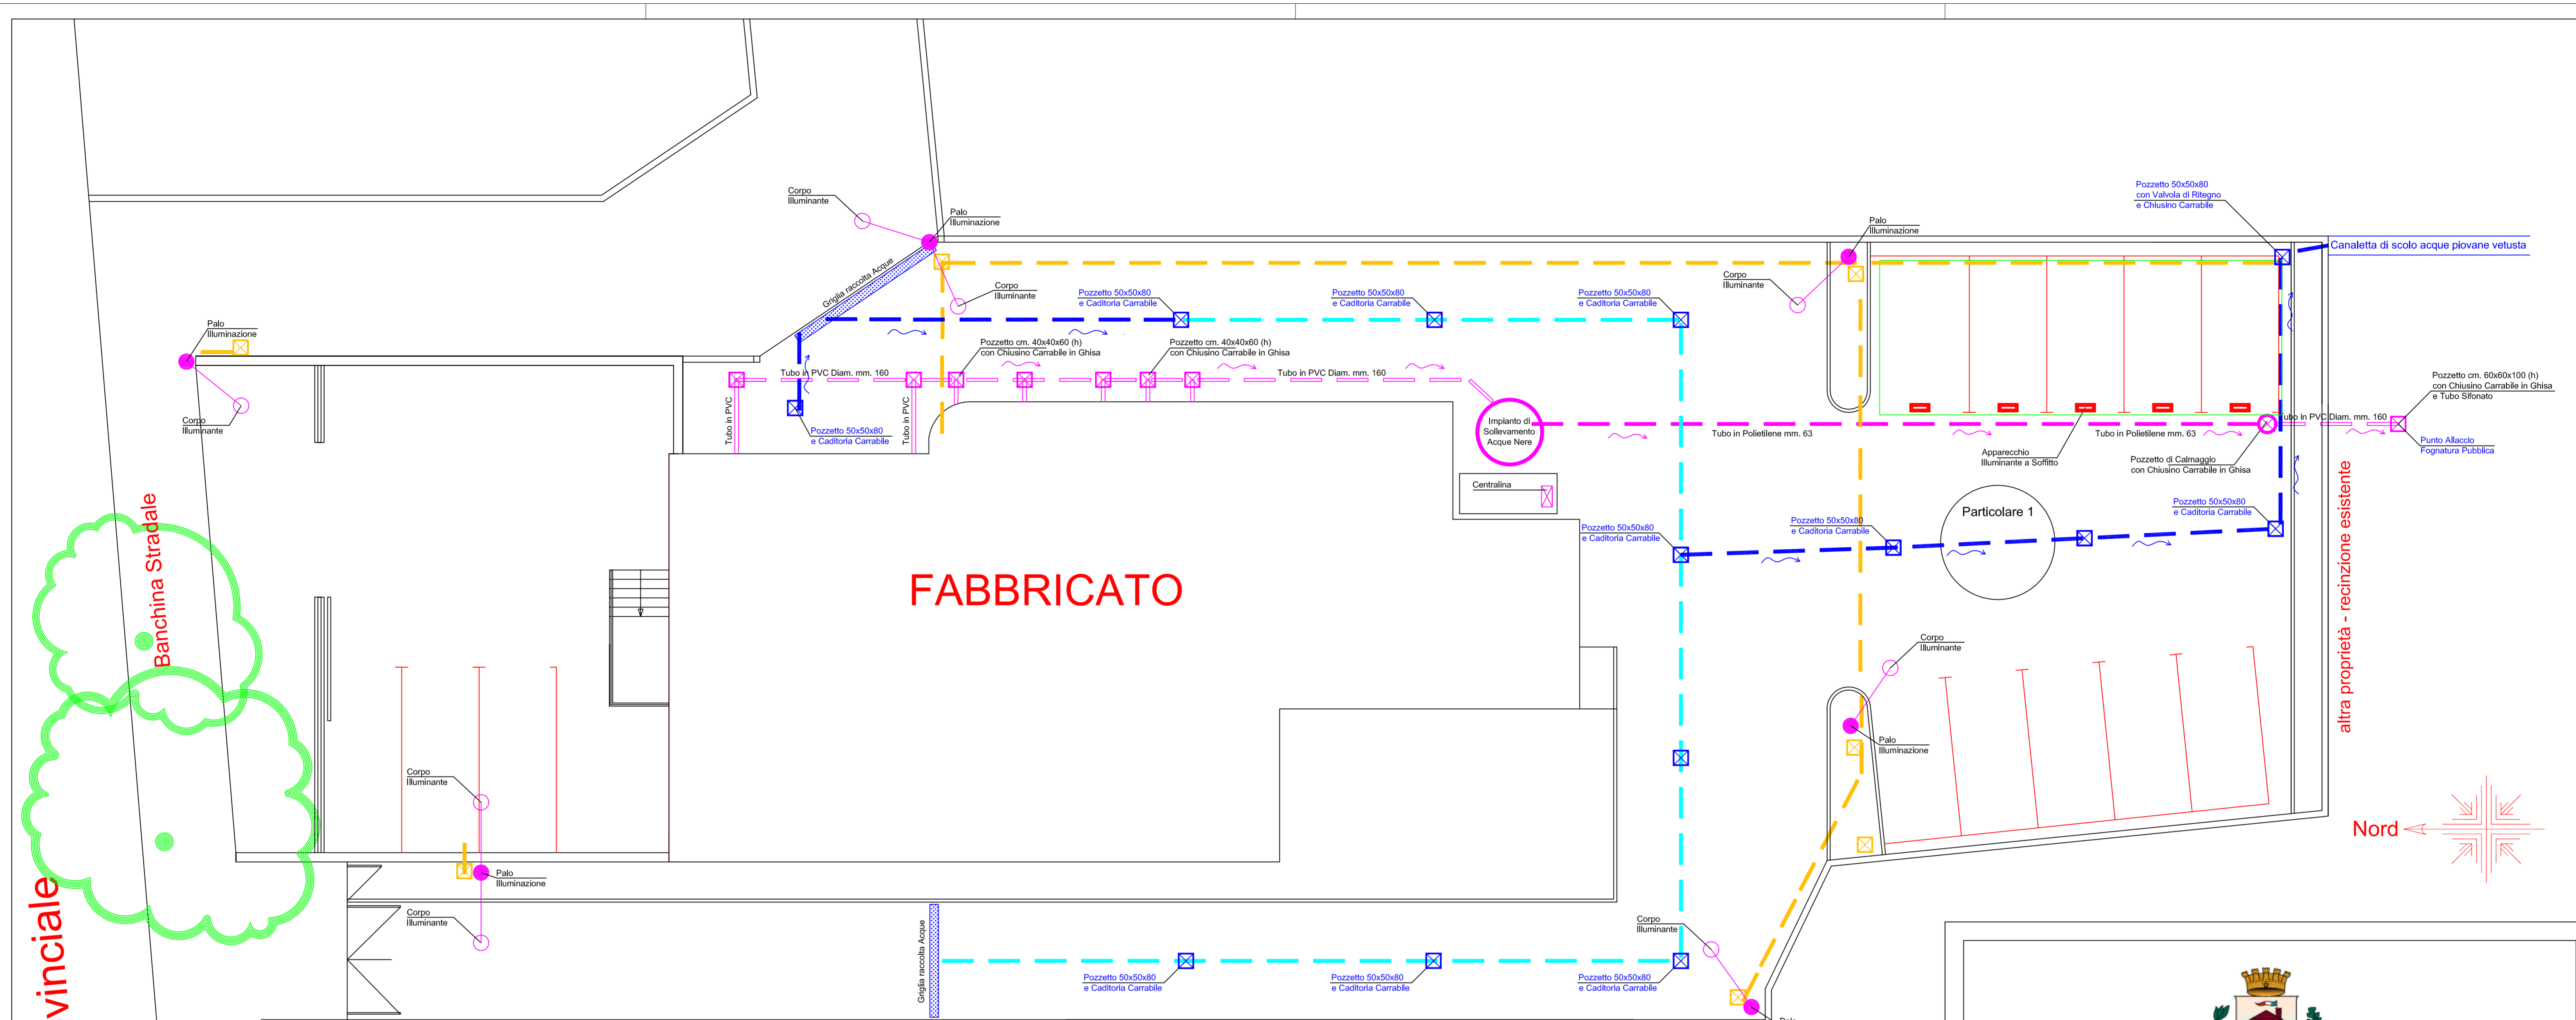 Pozzetto 50x50x80
con Valvola di Ritegno
e Chiusino Carrabile
Corpo
Illuminante
Palo
Illuminazione
Palo
Illuminazione
Canaletta di scolo acque piovane vetusta
Griglia raccolta Acque
Corpo
Illuminante
Corpo
Illuminante
Pozzetto 50x50x80
e Caditoria Carrabile
Pozzetto 50x50x80
e Caditoria Carrabile
Pozzetto 50x50x80
e Caditoria Carrabile
Palo
Illuminazione
Pozzetto cm. 40x40x60 (h)
con Chiusino Carrabile in Ghisa
Pozzetto cm. 40x40x60 (h)
con Chiusino Carrabile in Ghisa
Tubo in PVC Diam. mm. 160
Tubo in PVC Diam. mm. 160
Pozzetto cm. 60x60x100 (h)
con Chiusino Carrabile in Ghisa
e Tubo Sifonato
Corpo
Illuminante
Tubo in PVC
Tubo in PVC
Pozzetto 50x50x80
e Caditoria Carrabile
Impianto di
Sollevamento
Acque Nere
Tubo in Polietilene mm. 63
Tubo in Polietilene mm. 63
Tubo in PVC Diam. mm. 160
Punto Allaccio
Fognatura Pubblica
Apparecchio
Illuminante a Soffitto
Pozzetto di Calmaggio
con Chiusino Carrabile in Ghisa
Centralina
Particolare 1
Pozzetto 50x50x80
e Caditoria Carrabile
Pozzetto 50x50x80
e Caditoria Carrabile
Pozzetto 50x50x80
e Caditoria Carrabile
Banchina Stradale
FABBRICATO
altra proprietà - recinzione esistente
Corpo
Illuminante
Palo
Illuminazione
Corpo
Illuminante
Nord
Palo
Illuminazione
vinciale
Corpo
Illuminante
Griglia raccolta Acque
Corpo
Illuminante
Pozzetto 50x50x80
e Caditoria Carrabile
Pozzetto 50x50x80
e Caditoria Carrabile
Pozzetto 50x50x80
e Caditoria Carrabile